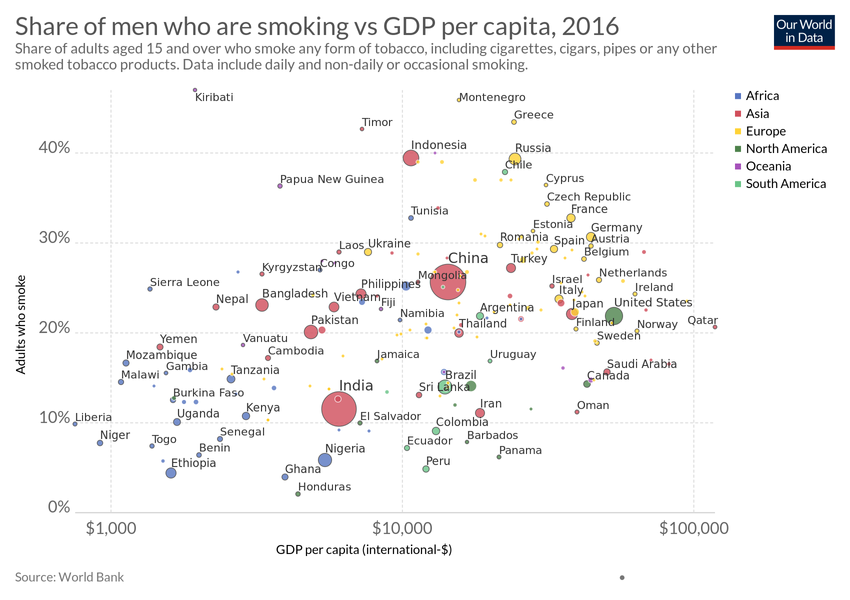 Share of men who are smoking vs GDP per capita, 2016
Our World
in Data
Share of adults aged 15 and over who smoke any form of tobacco, including cigarettes, cigars, pipes or any other
smoked tobacco products. Data include daily and non-daily or occasional smoking.
Africa
Asia
Europe
North America
Oceania
South America
Kiribati
Montenegro
Greece
Timor
40%
Indonesia
Russia
Chile
Papua New Guinea
Cyprus
Czech Republic
France
Tunisia
Estonia
Germany
30%
Laos
Ukraine
Romania
Spain
Austria
Belgium
Kyrgyzstan
Congo
China
Turkey
Mongolia
Netherlands
Sierra Leone
Philippines
Israel
Ireland
Nepal
Bangladesh
Vietnam
Fiji
Italy
Japan
United States
Namibia
Argentina
Pakistan
Thailand
Finland
Norway
Qatar
20%
Yemen
Vanuatu
Sweden
Mozambique
Cambodia
Jamaica
Uruguay
Malawi
Gambia
Tanzania
Saudi Arabia
Brazil
Canada
India
Sri Lanka
Burkina Faso
Liberia
Uganda
Kenya
El Salvador
Iran
Oman
10%
Colombia
Niger
Togo
Senegal
Ecuador
Barbados
Benin
Nigeria
Panama
Ethiopia
Ghana
Peru
Honduras
0%
Adults who smoke
$1,000
$10,000
$100,000
GDP per capita (international-$)
Source: World Bank